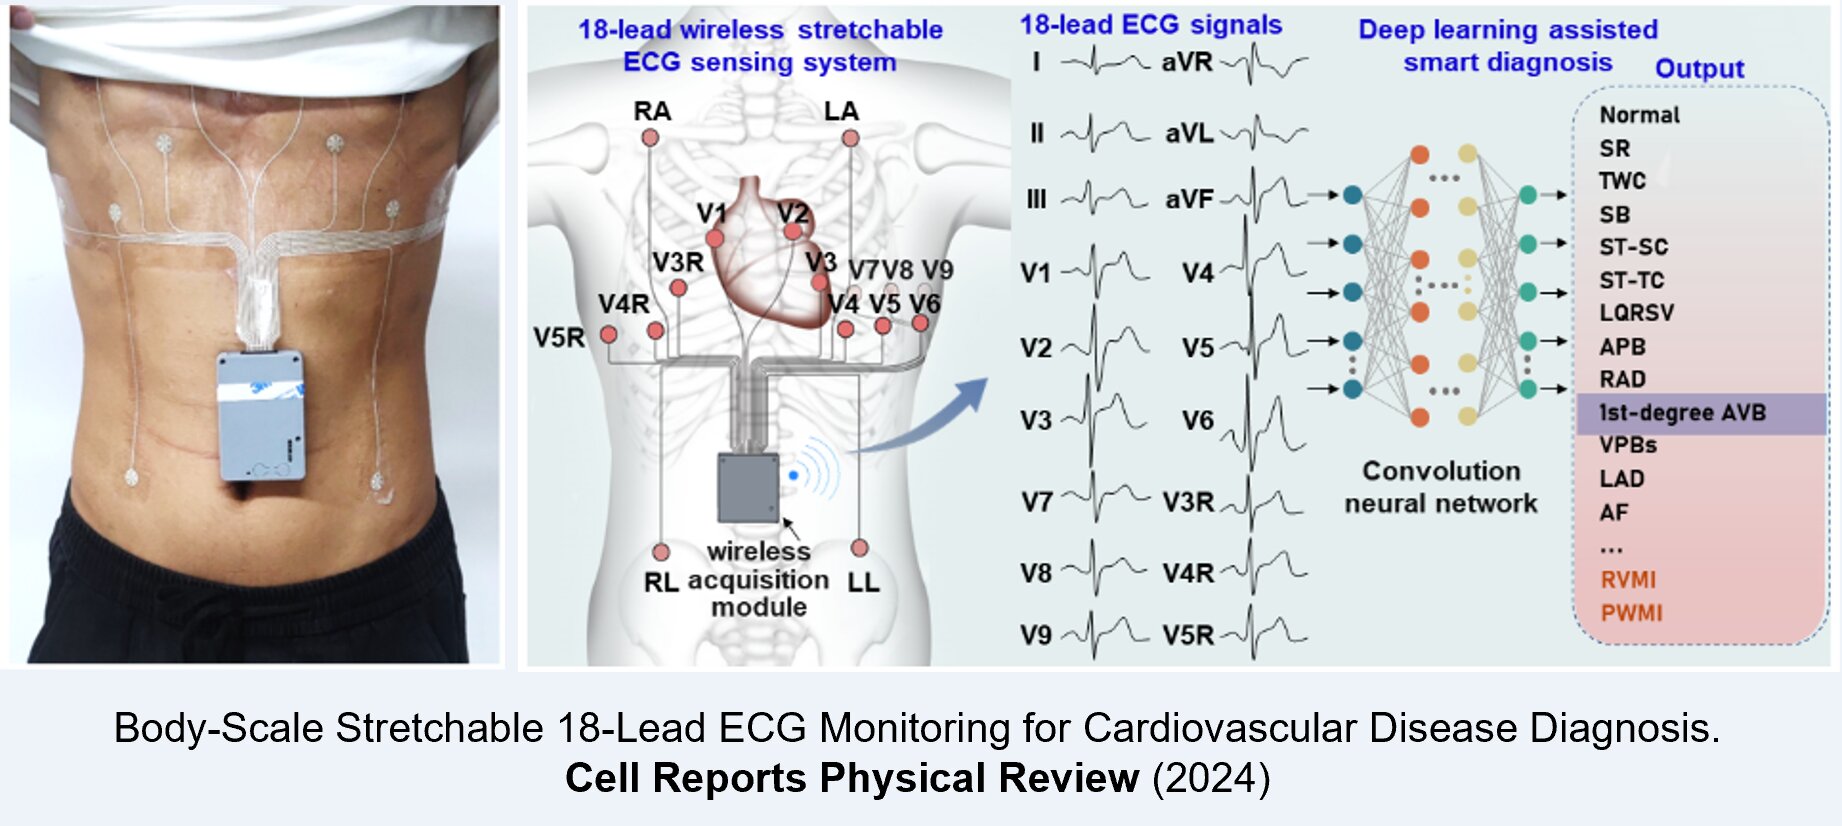 18-lead wireless stretchable
ECG sensing system
RA
LA
V1
V2
V3R
V3
V7
V8
V9
V4R
V4
V5
V6
V5R
wireless
acquisition
module
RL
LL
18-lead ECG signals
I
aVR
II
aVL
III
aVF
V1
V4
V2
V5
V3
V6
V7
V3R
V8
V4R
V9
V5R
Deep learning assisted
smart diagnosis
Convolution
neural network
Output
Normal
SR
TWC
SB
ST-SC
ST-TC
LQRSV
APB
RAD
1st-degree AVB
VPBs
LAD
AF
...
RVMI
PWMI
Body-Scale Stretchable 18-Lead ECG Monitoring for Cardiovascular Disease Diagnosis.
Cell Reports Physical Review (2024)